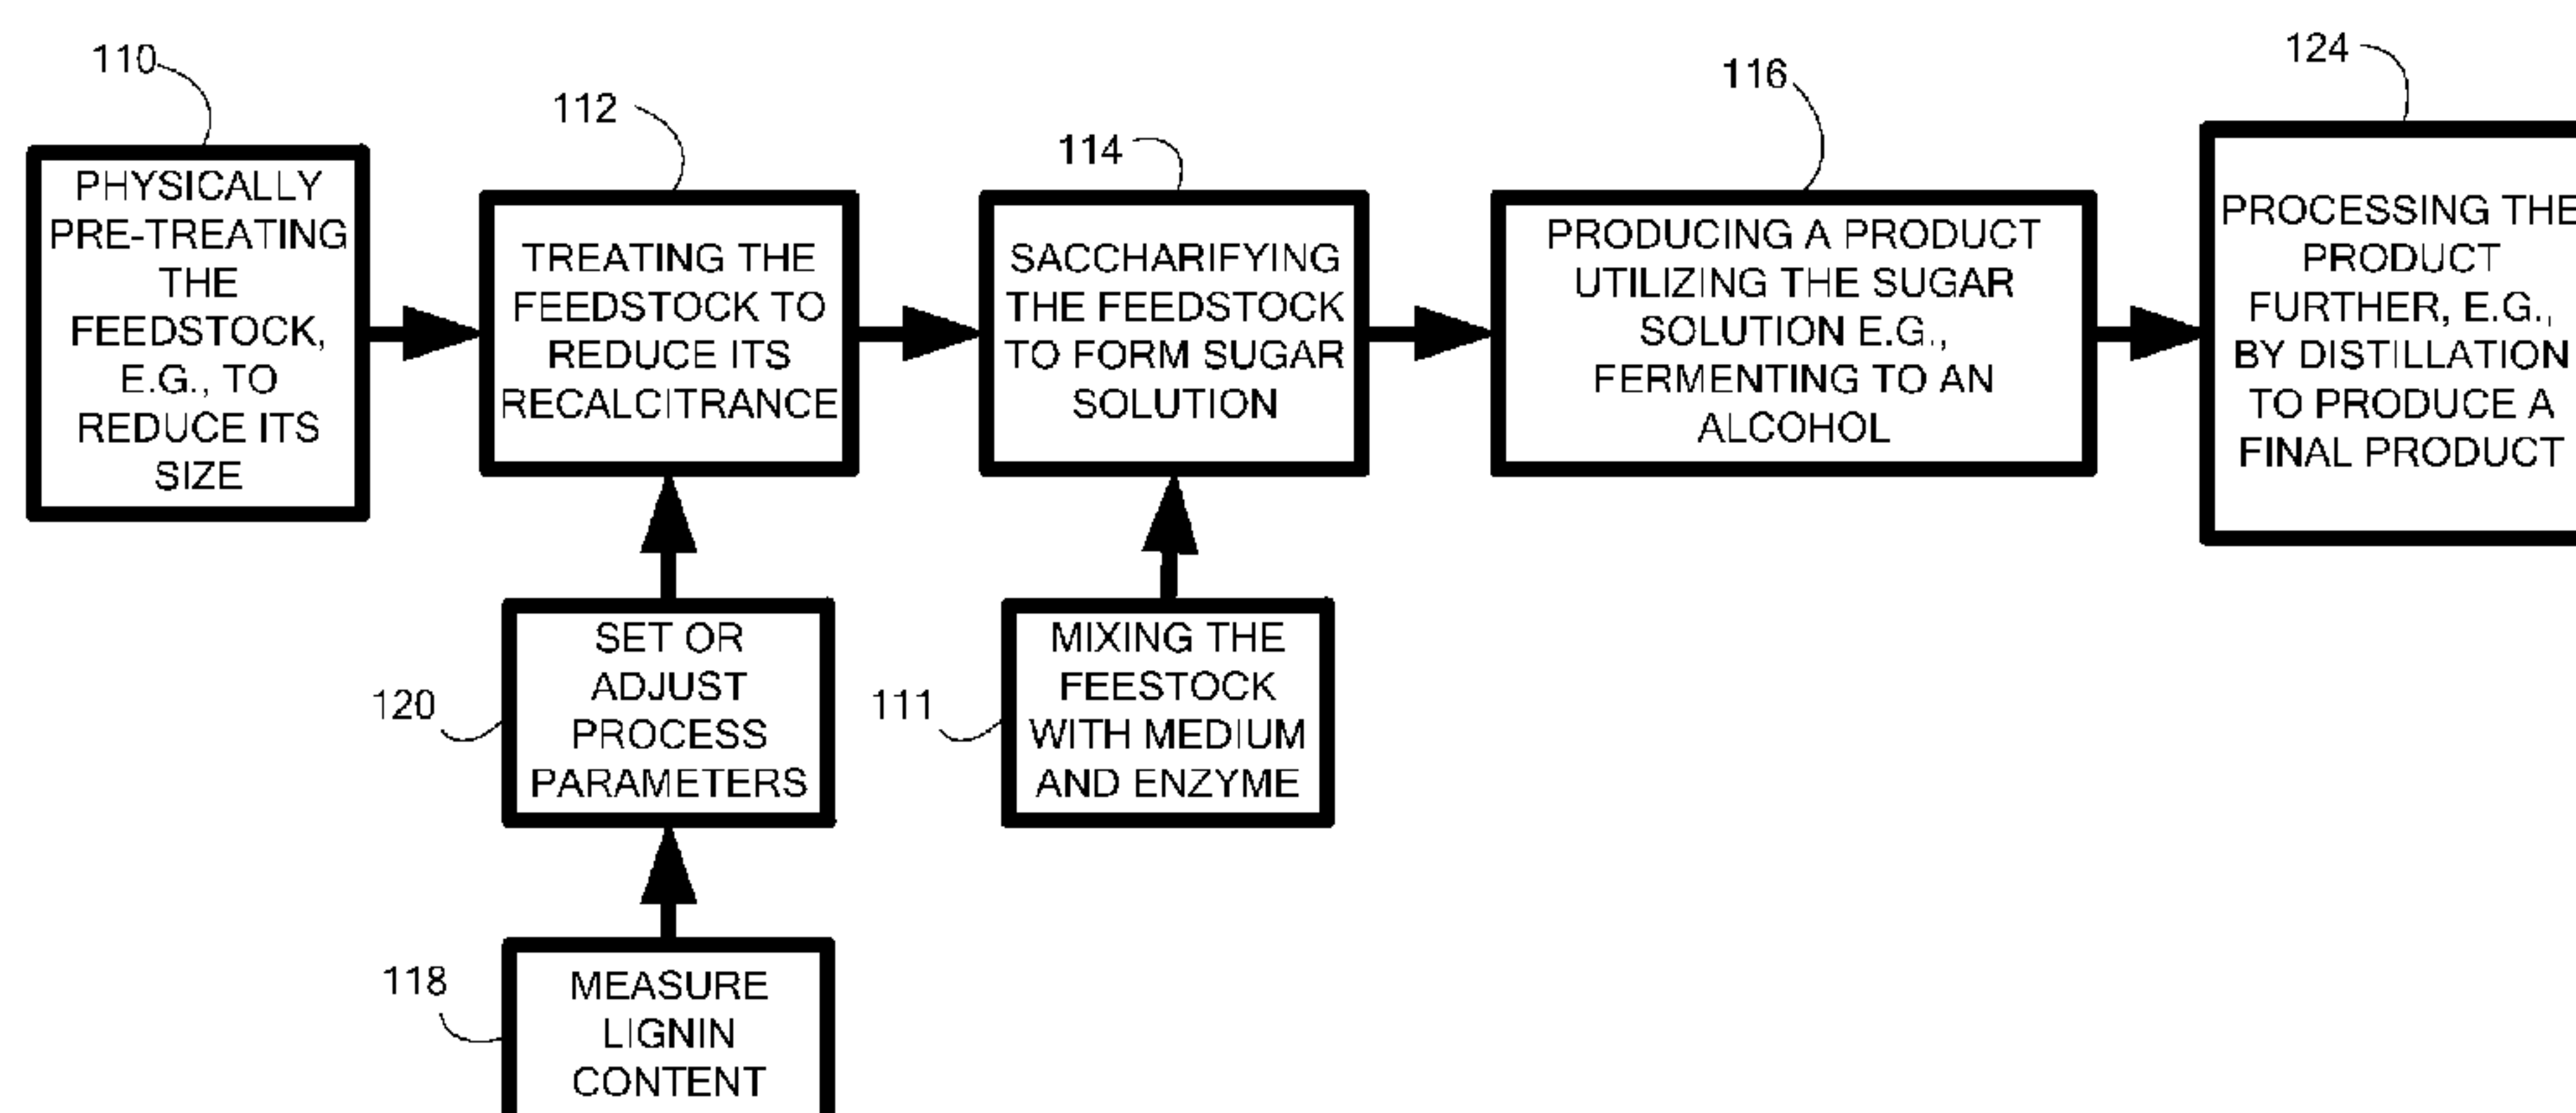 110
PHYSICALLY
PRE-TREATING
THE
FEEDSTOCK,
E.G., TO
REDUCE ITS
SIZE
112
TREATING THE
FEEDSTOCK TO
REDUCE ITS
RECALCITRANCE
114
SACCHARIFYING
THE FEEDSTOCK
TO FORM SUGAR
SOLUTION
116
PRODUCING A PRODUCT
UTILIZING THE SUGAR
SOLUTION E.G.,
FERMENTING TO AN
ALCOHOL
124
PROCESSING THE
PRODUCT
FURTHER, E.G.,
BY DISTILLATION
TO PRODUCE A
FINAL PRODUCT
120
SET OR
ADJUST
PROCESS
PARAMETERS
111
MIXING THE
FEESTOCK
WITH MEDIUM
AND ENZYME
118
MEASURE
LIGNIN
CONTENT